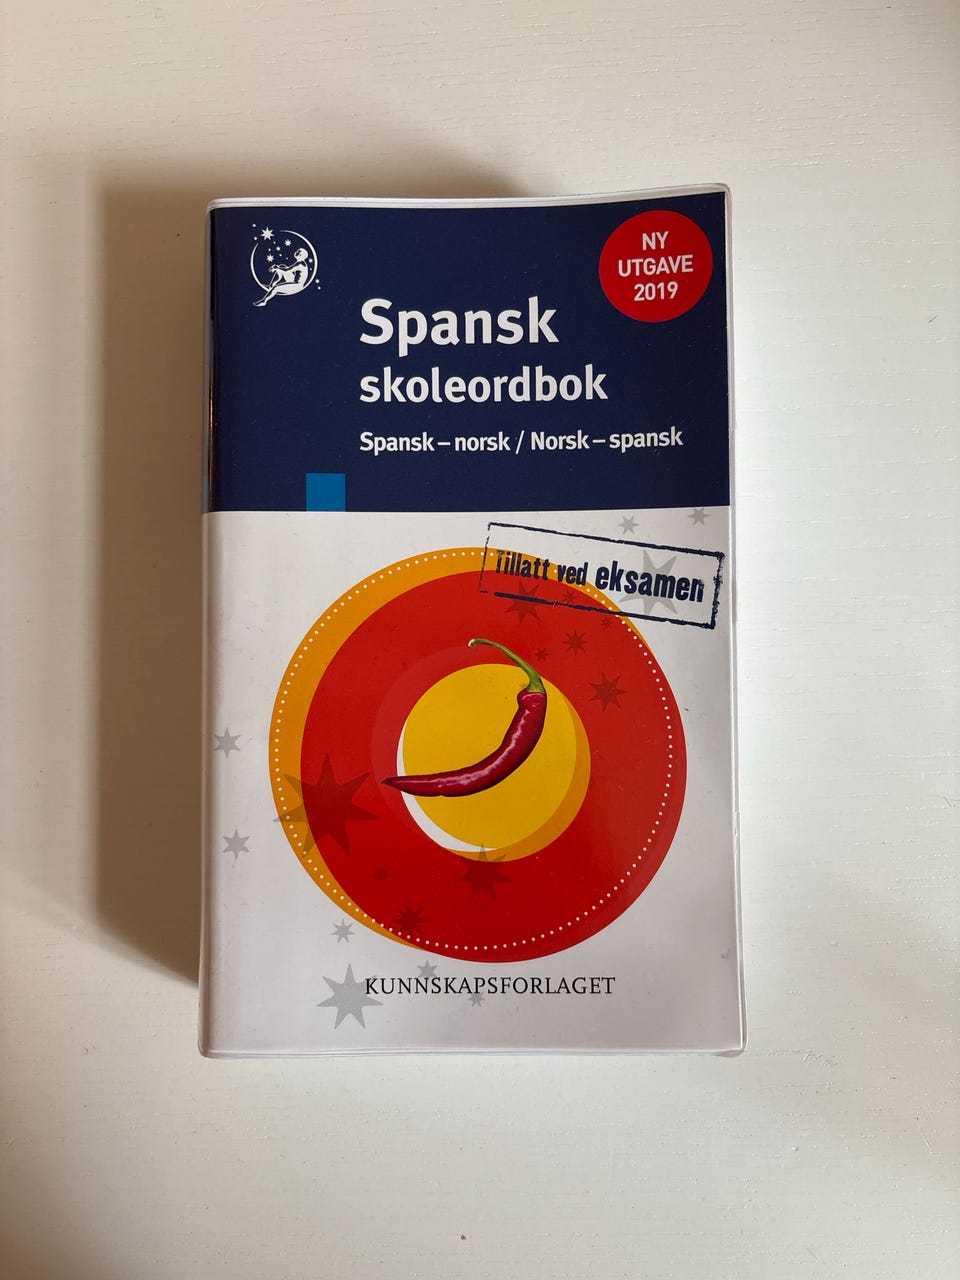 NY
UTGAVE
2019
Spansk
skoleordbok
Spansk – norsk / Norsk – spansk
Tillatt ved eksamen
KUNNSKAPSFORLAGET